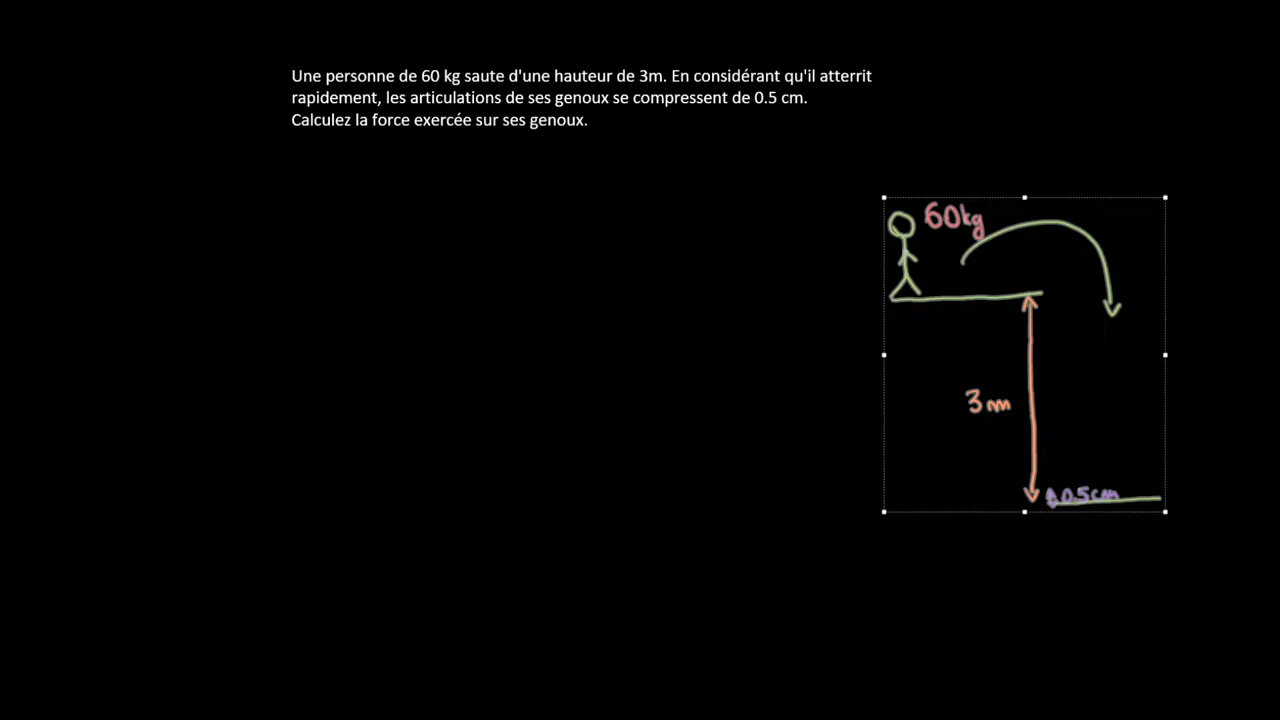 Une personne de 60 kg saute d'une hauteur de 3m. En considérant qu'il atterrit
rapidement, les articulations de ses genoux se compressent de 0.5 cm.
Calculez la force exercée sur ses genoux.
60kg
3m
0.5cm